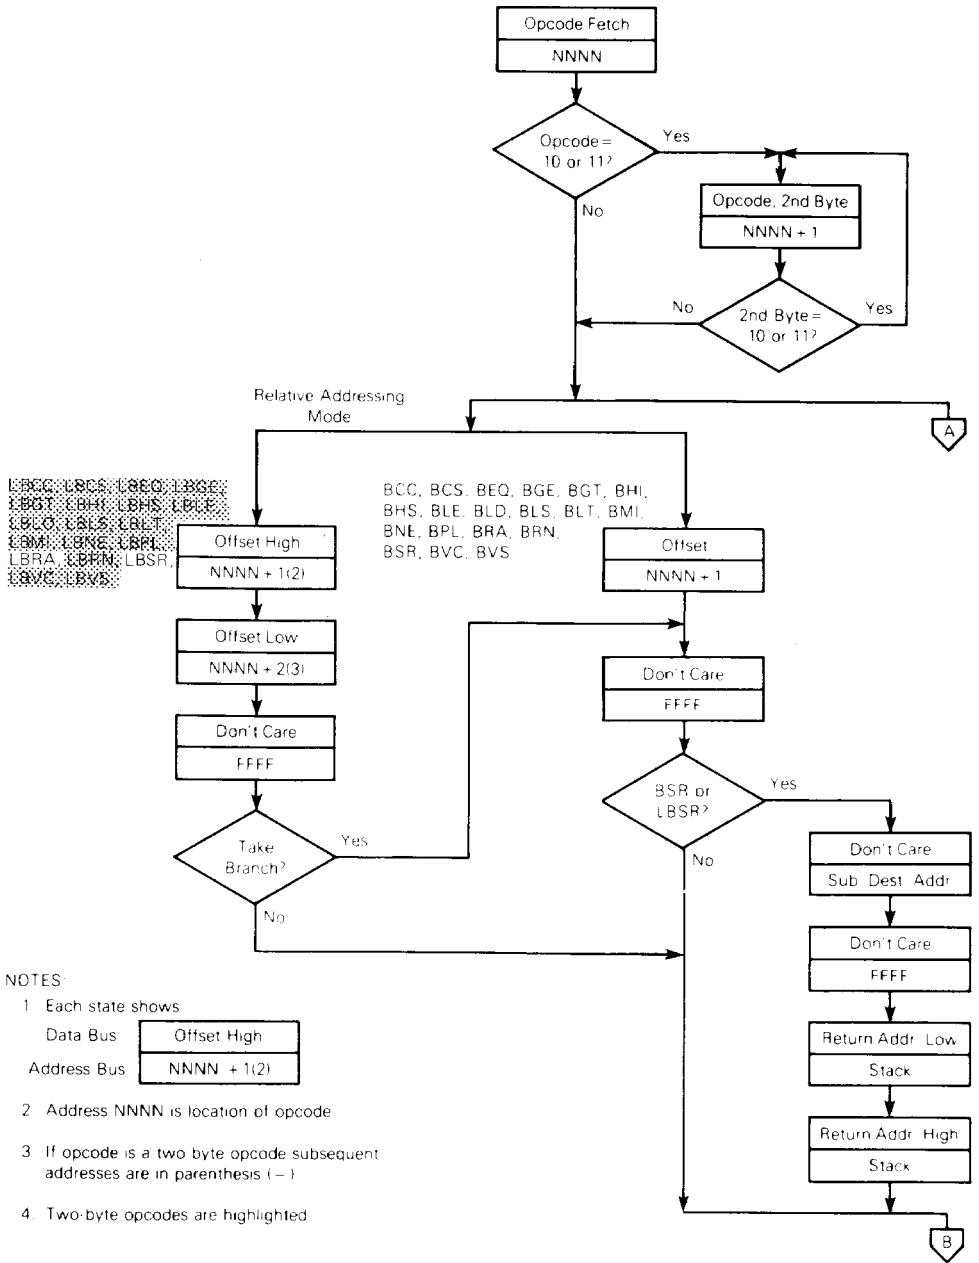 Opcode Fetch
NNNN
Opcode=
10 or 11?
Yes
No
Opcode, 2nd Byte
NNNN + 1
2nd Byte=
10 or 11?
No
Yes
A
Relative Addressing
Mode
LBCC, LBCS, LBEQ, LBGE,
LBGT, LBHI, LBHS, LBLE,
LBLO, LBLS, LBLT,
LBMI, LBNE, LBPL,
LBRA, LBRN, LBSR,
LBVC, LBVS
BCC, BCS, BEQ, BGE, BGT, BHI,
BHS, BLE, BLD, BLS, BLT, BMI,
BNE, BPL, BRA, BRN,
BSR, BVC, BVS
Offset High
NNNN + 1(2)
Offset Low
NNNN + 2(3)
Don't Care
FFFF
Take
Branch?
Yes
No
Offset
NNNN + 1
Don't Care
FFFF
BSR or
LBSR?
Yes
No
Don't Care
Sub Dest Addr
Don't Care
FFFF
Return Addr Low
Stack
Return Addr High
Stack
B
NOTES:
1 Each state shows
Data Bus
Offset High
Address Bus
NNNN + 1(2)
2 Address NNNN is location of opcode
3 If opcode is a two byte opcode subsequent
addresses are in parenthesis (–)
4. Two-byte opcodes are highlighted